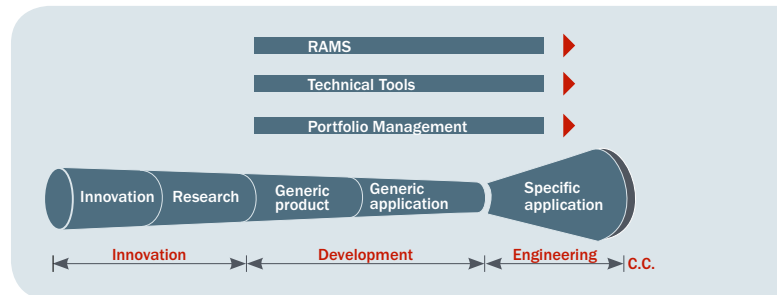 RAMS
Technical Tools
Portfolio Management
Innovation
Research
Generic
product
Generic
application
Specific
application
Innovation
Development
Engineering
C.C.